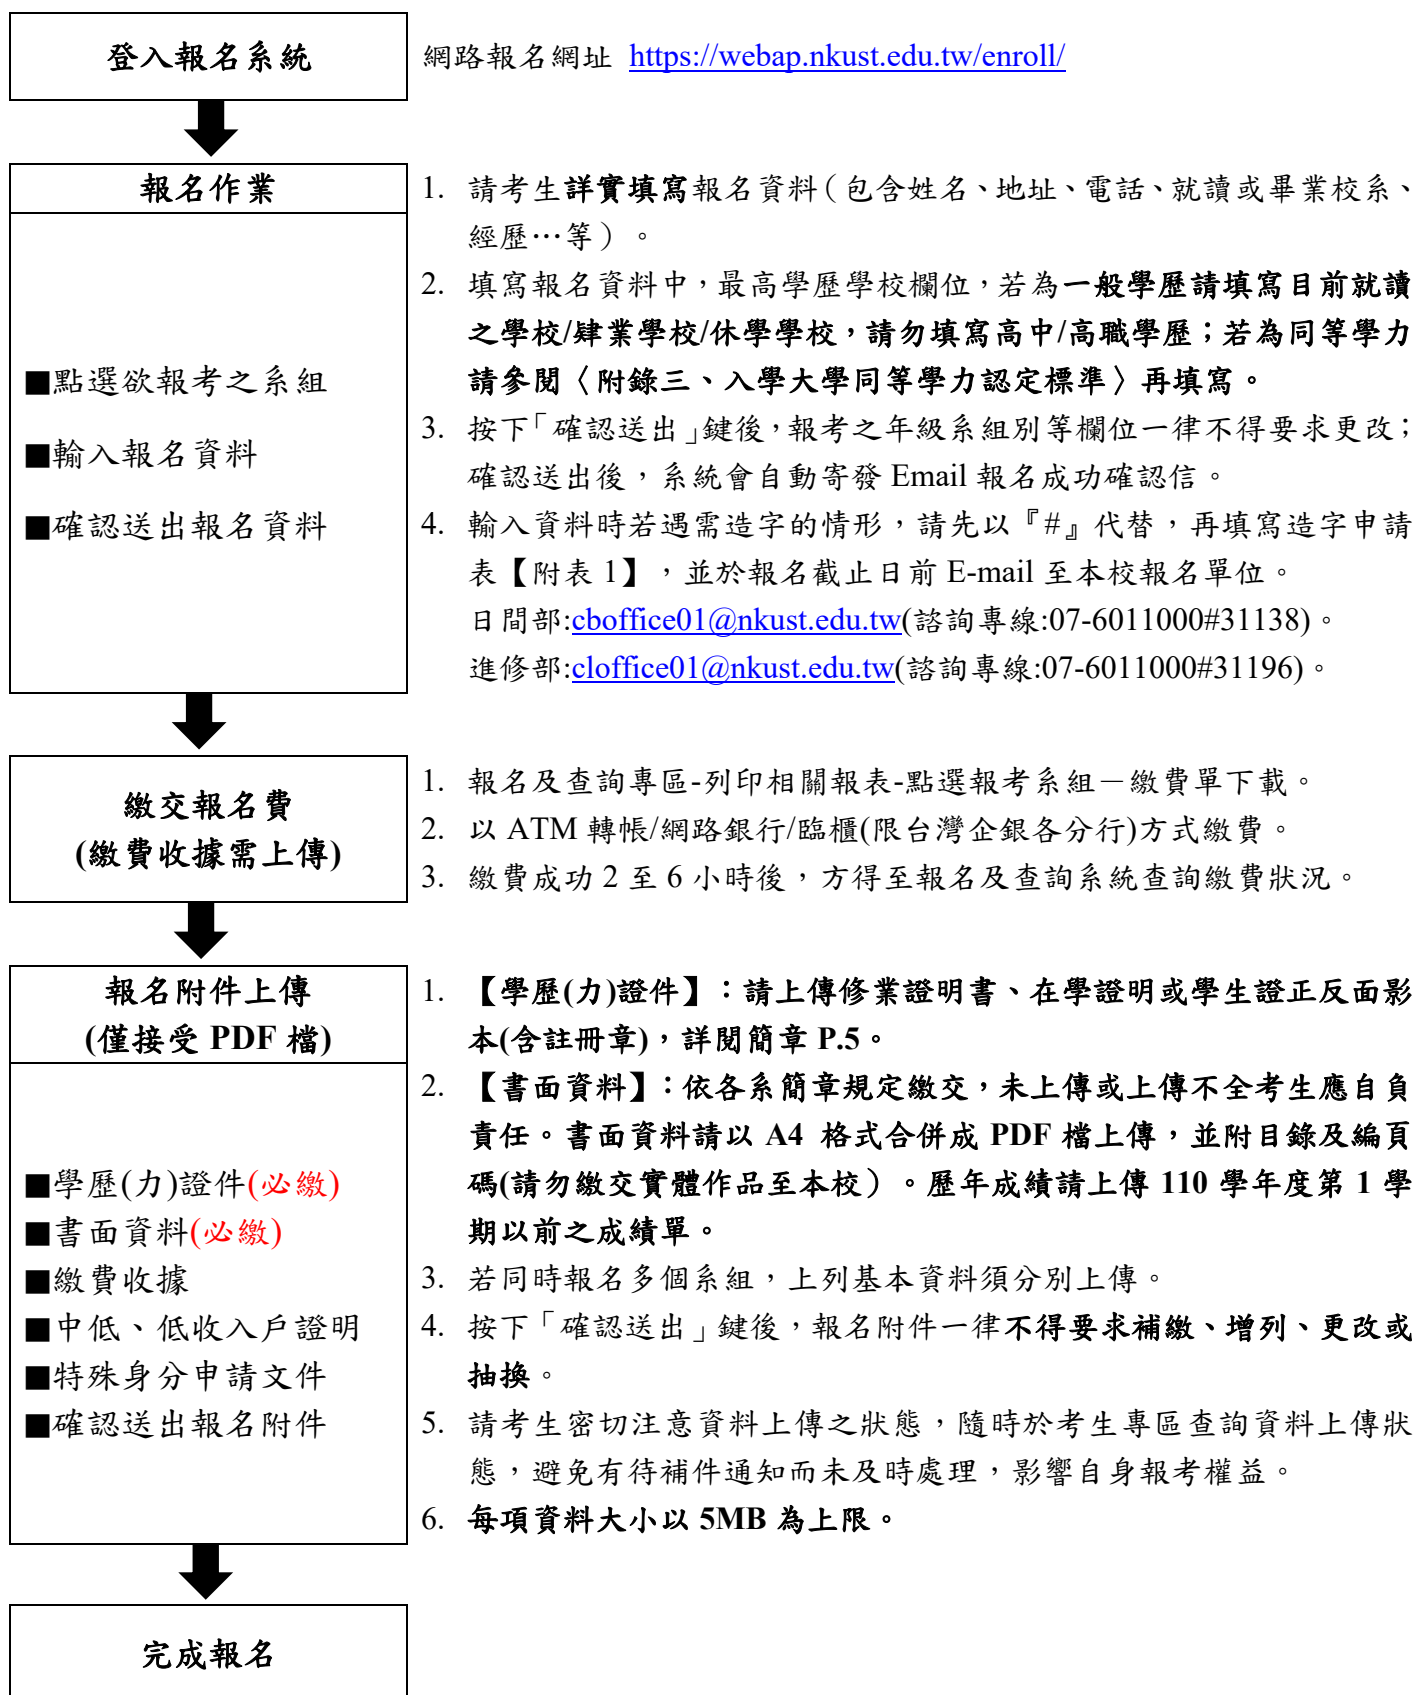 登入報名系統
網路報名網址 https://webap.nkust.edu.tw/enroll/
報名作業
■點選欲報考之系組
■輸入報名資料
■確認送出報名資料
1. 請考生詳實填寫報名資料（包含姓名、地址、電話、就讀或畢業校系、
經歷…等）。
2. 填寫報名資料中，最高學歷學校欄位，若為一般學歷請填寫目前就讀
之學校/肄業學校/休學學校，請勿填寫高中/高職學歷；若為同等學力
請參閱〈附錄三、入學大學同等學力認定標準〉再填寫。
3. 按下「確認送出」鍵後，報考之年級系組別等欄位一律不得要求更改；
確認送出後，系統會自動寄發 Email 報名成功確認信。
4. 輸入資料時若遇需造字的情形，請先以『#』代替，再填寫造字申請
表【附表 1】，並於報名截止日前 E-mail 至本校報名單位。
日間部:cboffice01@nkust.edu.tw(諮詢專線:07-6011000#31138)。
進修部:cloffice01@nkust.edu.tw(諮詢專線:07-6011000#31196)。
繳交報名費
(繳費收據需上傳)
1. 報名及查詢專區-列印相關報表-點選報考系組－繳費單下載。
2. 以 ATM 轉帳/網路銀行/臨櫃(限台灣企銀各分行)方式繳費。
3. 繳費成功 2 至 6 小時後，方得至報名及查詢系統查詢繳費狀況。
報名附件上傳
(僅接受 PDF 檔)
■學歷(力)證件(必繳)
■書面資料(必繳)
■繳費收據
■中低、低收入戶證明
■特殊身分申請文件
■確認送出報名附件
1. 【學歷(力)證件】：請上傳修業證明書、在學證明或學生證正反面影
本(含註冊章)，詳閱簡章 P.5。
2. 【書面資料】：依各系簡章規定繳交，未上傳或上傳不全考生應自負
責任。書面資料請以 A4 格式合併成 PDF 檔上傳，並附目錄及編頁
碼(請勿繳交實體作品至本校）。歷年成績請上傳 110 學年度第 1 學
期以前之成績單。
3. 若同時報名多個系組，上列基本資料須分別上傳。
4. 按下「確認送出」鍵後，報名附件一律不得要求補繳、增列、更改或
抽換。
5. 請考生密切注意資料上傳之狀態，隨時於考生專區查詢資料上傳狀
態，避免有待補件通知而未及時處理，影響自身報考權益。
6. 每項資料大小以 5MB 為上限。
完成報名